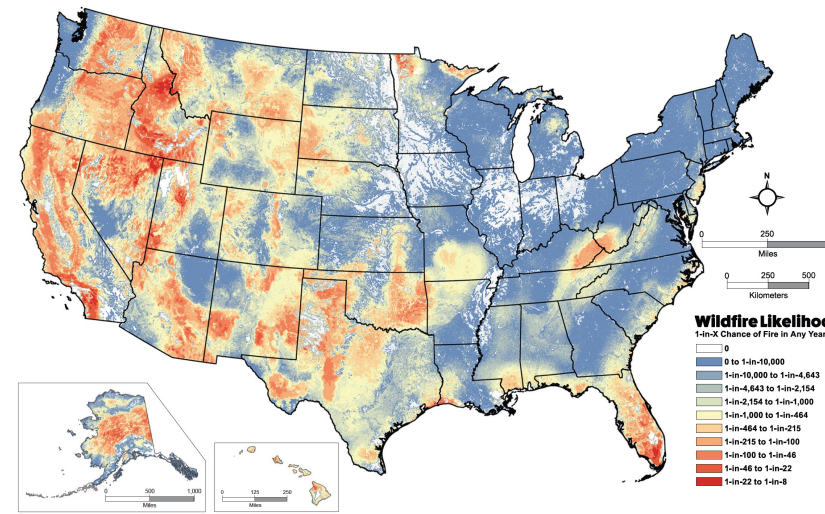 N
0 250
Miles
0 250 500
Kilometers
Wildfire Likelihoo
1-in-X Chance of Fire in Any Year
0
0 to 1-in-10,000
1-in-10,000 to 1-in-4,643
1-in-4,643 to 1-in-2,154
1-in-2,154 to 1-in-1,000
1-in-1,000 to 1-in-464
1-in-464 to 1-in-215
1-in-215 to 1-in-100
1-in-100 to 1-in-46
1-in-46 to 1-in-22
1-in-22 to 1-in-8
0 500 1,000
Miles
0 125 250
Miles